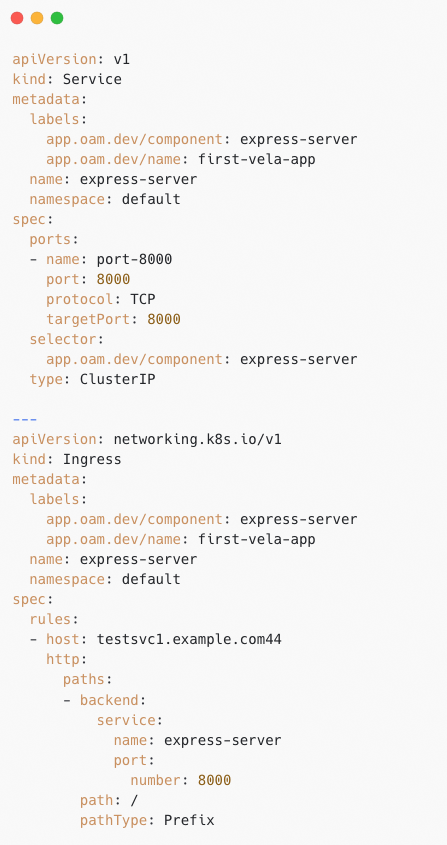 apiVersion: v1
kind: Service
metadata:
  labels:
    app.oam.dev/component: express-server
    app.oam.dev/name: first-vela-app
  name: express-server
  namespace: default
spec:
  ports:
  - name: port-8000
    port: 8000
    protocol: TCP
    targetPort: 8000
  selector:
    app.oam.dev/component: express-server
  type: ClusterIP

---
apiVersion: networking.k8s.io/v1
kind: Ingress
metadata:
  labels:
    app.oam.dev/component: express-server
    app.oam.dev/name: first-vela-app
  name: express-server
  namespace: default
spec:
  rules:
  - host: testsvc1.example.com44
    http:
      paths:
      - backend:
          service:
            name: express-server
            port:
              number: 8000
        path: /
        pathType: Prefix